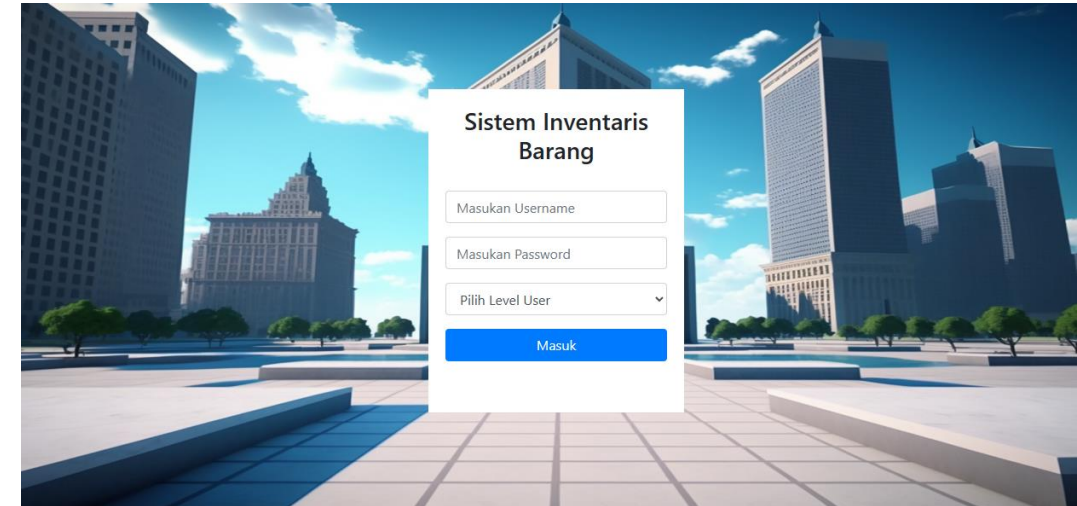 Sistem Inventaris
Barang
Masukan Username
Masukan Password
Pilih Level User
Masuk